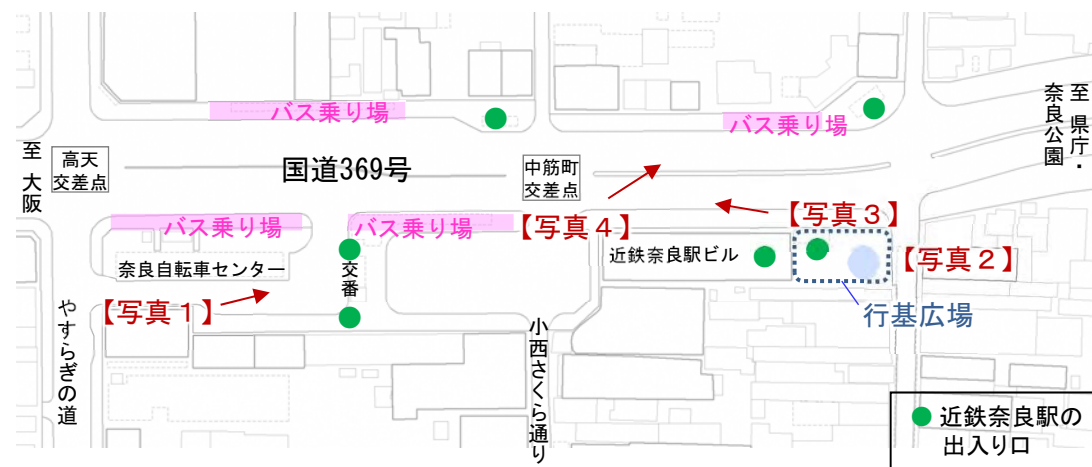 バス乗り場
バス乗り場
至 県庁・
奈良公園
至 大阪
高天
交差点
国道369号
中筋町
交差点
バス乗り場
バス乗り場
【写真４】
【写真３】
奈良自転車センター
交番
近鉄奈良駅ビル
【写真２】
【写真１】
行基広場
やすらぎの道
小西さくら通り
近鉄奈良駅の
出入り口